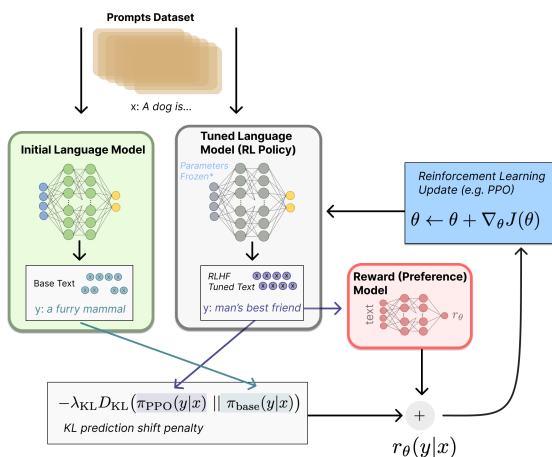 Prompts Dataset
x: A dog is...
Initial Language Model
Tuned Language
Model (RL Policy)
Parameters
Frozen*
Reinforcement Learning
Update (e.g. PPO)
θ ← θ + ∇θJ(θ)
Base Text
y: a furry mammal
RLHF
Tuned Text
y: man's best friend
Reward (Preference)
Model
text
rθ
−λKL DKL(πPPO(y|x) || πbase(y|x))
KL prediction shift penalty
+
rθ(y|x)